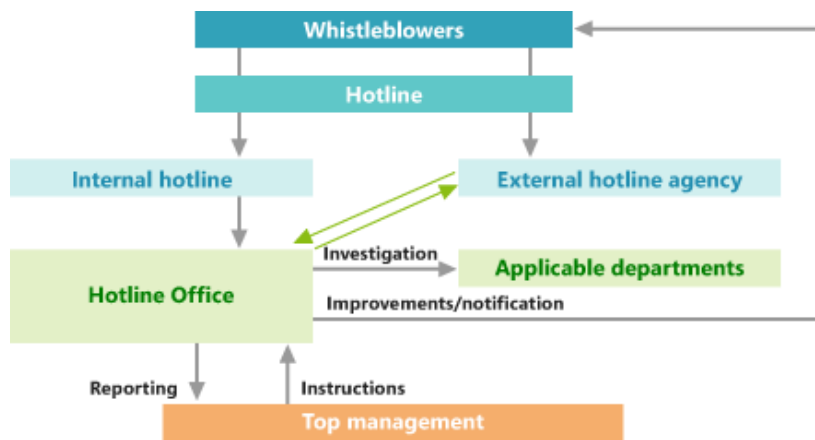 Whistleblowers
Hotline
Internal hotline
External hotline agency
Investigation
Applicable departments
Hotline Office
Improvements/notification
Reporting
Instructions
Top management